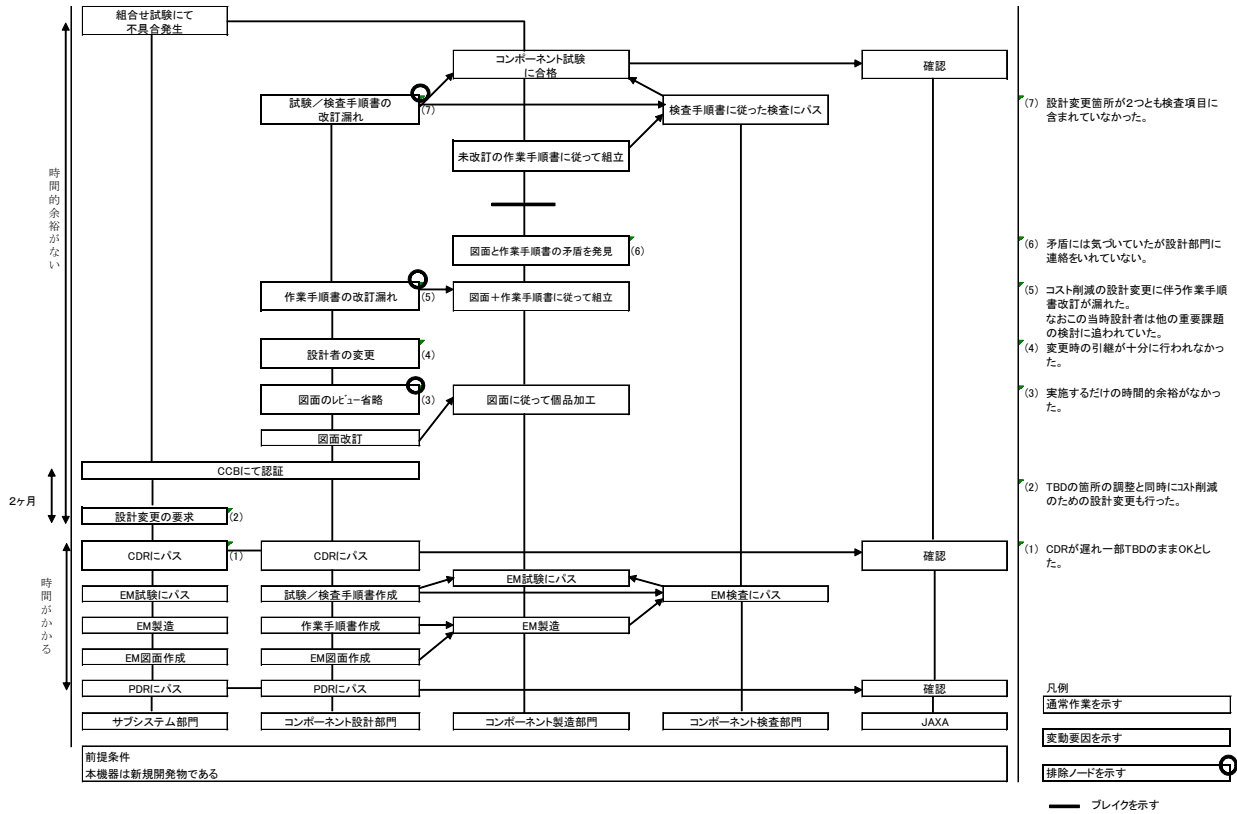 組合せ試験にて
不具合発生
コンポーネント試験
に合格
確認
試験／検査手順書の
改訂漏れ
(7)
検査手順書に従った検査にパス
未改訂の作業手順書に従って組立
時間的余裕がない
図面と作業手順書の矛盾を発見
(6)
作業手順書の改訂漏れ
(5)
図面＋作業手順書に従って組立
設計者の変更
(4)
図面のﾚﾋﾞｭｰ省略
(3)
図面に従って個品加工
図面改訂
CCBにて認証
2ヶ月
設計変更の要求
(2)
CDRにパス
(1)
CDRにパス
確認
EM試験にパス
EM試験にパス
試験／検査手順書作成
EM検査にパス
時間がかかる
EM製造
作業手順書作成
EM製造
EM図面作成
EM図面作成
PDRにパス
PDRにパス
確認
サブシステム部門
コンポーネント設計部門
コンポーネント製造部門
コンポーネント検査部門
JAXA
前提条件
本機器は新規開発物である
(7) 設計変更箇所が2つとも検査項目に
含まれていなかった。
(6) 矛盾には気づいていたが設計部門に
連絡をいれていない。
(5) コスト削減の設計変更に伴う作業手順
書改訂が漏れた。
なおこの当時設計者は他の重要課題
の検討に追われていた。
(4) 変更時の引継が十分に行われなかっ
た。
(3) 実施するだけの時間的余裕がなかっ
た。
(2) TBDの箇所の調整と同時にｺｽﾄ削減
のための設計変更も行った。
(1) CDRが遅れ一部TBDのままOKとし
た。
凡例
通常作業を示す
変動要因を示す
排除ノードを示す
ブレイクを示す